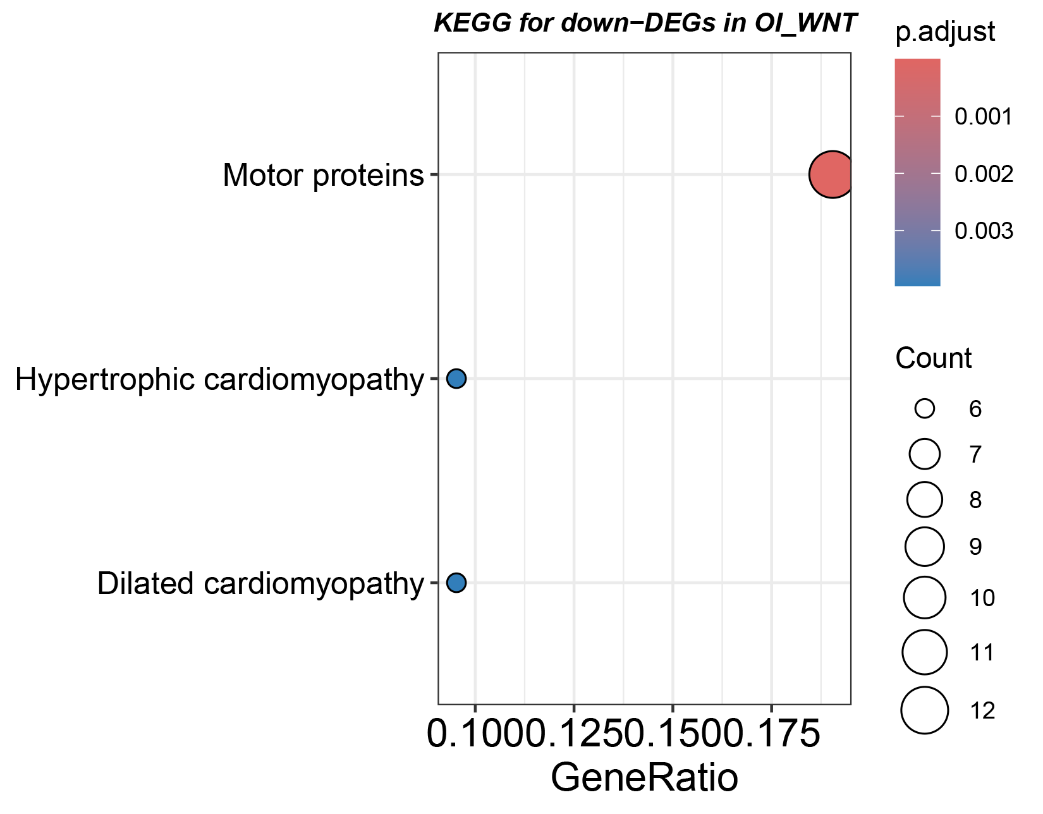 KEGG for down−DEGs in OI_WNT
Motor proteins
Hypertrophic cardiomyopathy
Dilated cardiomyopathy
0.1000.1250.1500.175
GeneRatio
p.adjust
0.001
0.002
0.003
Count
6
7
8
9
10
11
12